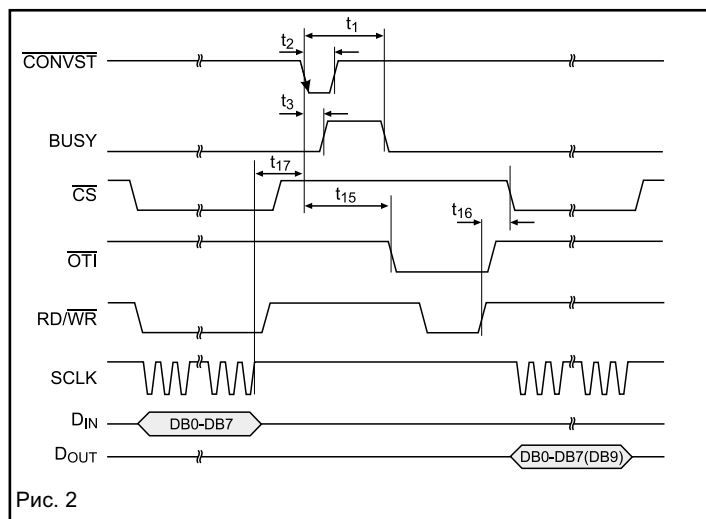 t1
t2
CONVST
t3
BUSY
t17
CS
t15
t16
OTI
RD/WR
SCLK
DIN
DB0-DB7
DOUT
DB0-DB7(DB9)
Рис. 2